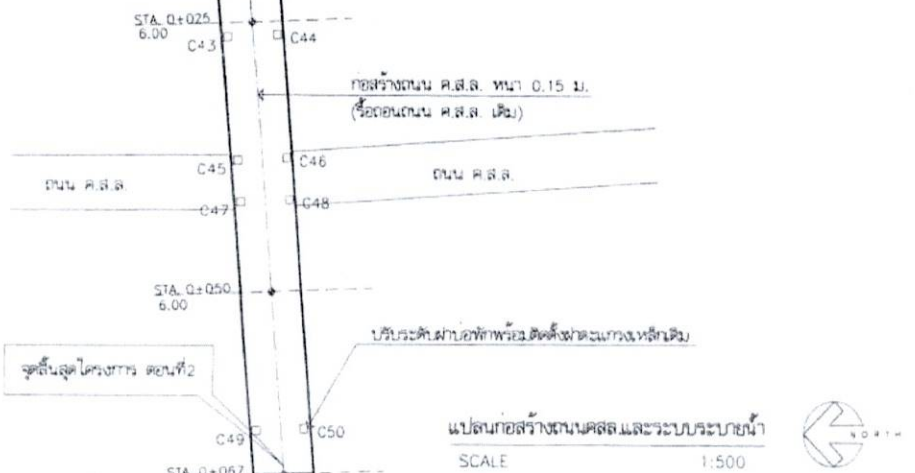 STA. 0+025
6.00
C43
C44
ก่อสร้างถนน ค.ส.ล. หนา 0.15 ม.
(รื้อถอนถนน ค.ส.ล. เดิม)
C45
C46
ถนน ค.ส.ล.
ถนน ค.ส.ล.
C47
C48
STA. 0+050
6.00
ปรับระดับฝาบ่อพักพร้อมติดตั้งฝาตะแกรงเหล็กเดิม
จุดสิ้นสุดโครงการ ตอนที่2
C49
C50
แปลนก่อสร้างถนนคสล.และระบบระบายน้ำ
NORTH
SCALE 1:500
STA. 0+067